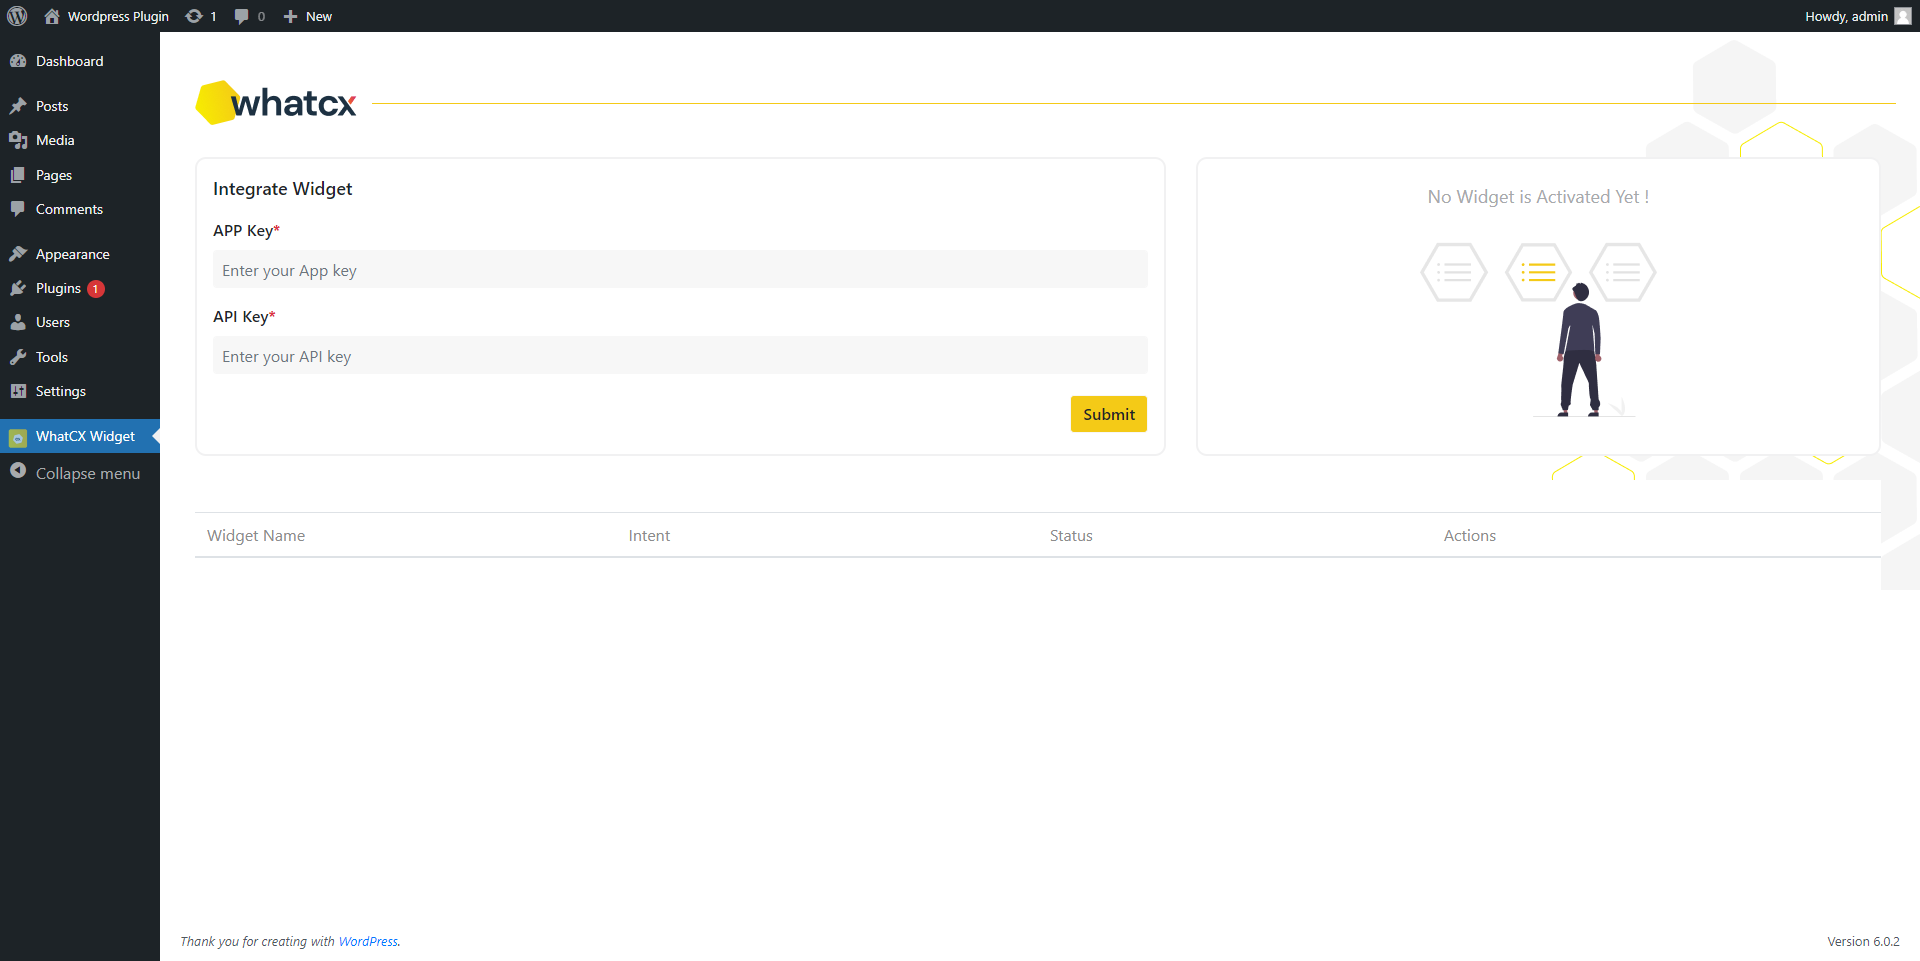 Wordpress Plugin 1 0 New Howdy, admin
Dashboard
Posts
Media
Pages
Comments
Appearance
Plugins 1
Users
Tools
Settings
WhatCX Widget
Collapse menu
whatcx
Integrate Widget
APP Key*
Enter your App key
API Key*
Enter your API key
Submit
No Widget is Activated Yet !
Widget Name Intent Status Actions
Thank you for creating with WordPress. Version 6.0.2